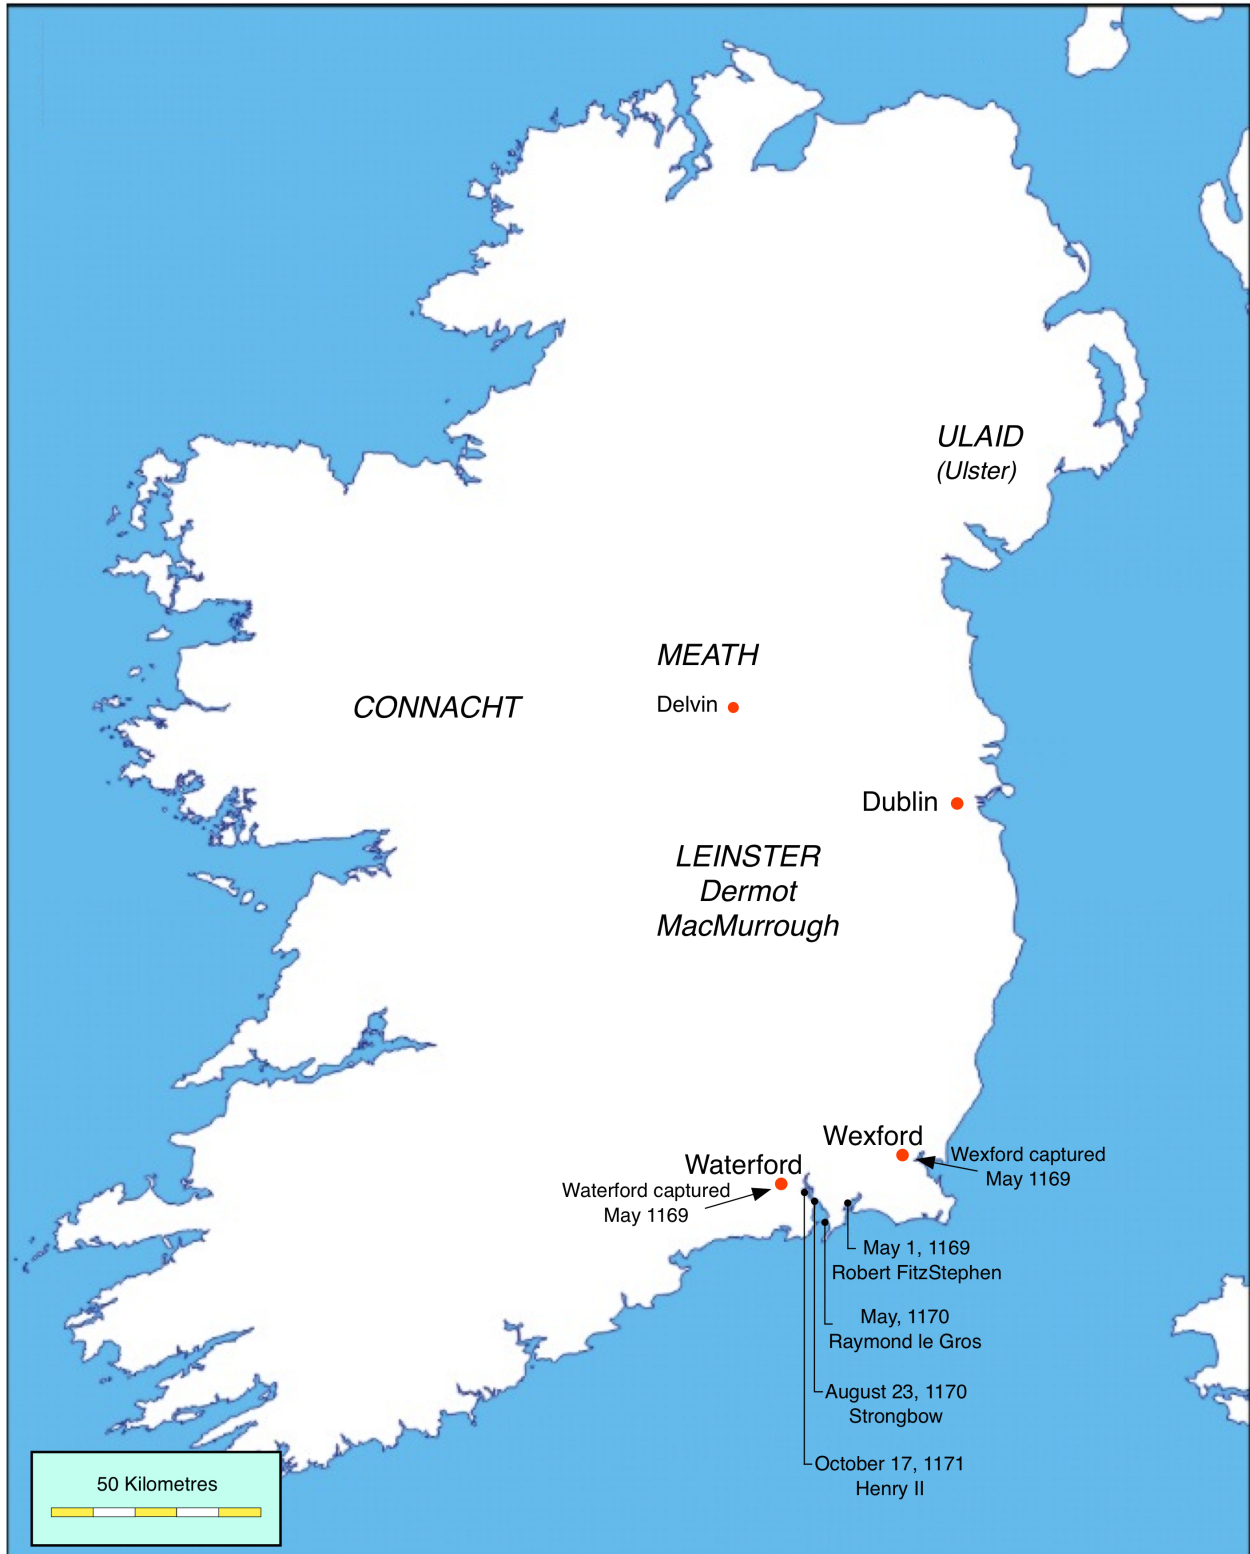 ULAID
(Ulster)
MEATH
Delvin
CONNACHT
Dublin
LEINSTER
Dermot
MacMurrough
Wexford
Wexford captured
May 1169
Waterford
Waterford captured
May 1169
May 1, 1169
Robert FitzStephen
May, 1170
Raymond le Gros
August 23, 1170
Strongbow
October 17, 1171
Henry II
50 Kilometres